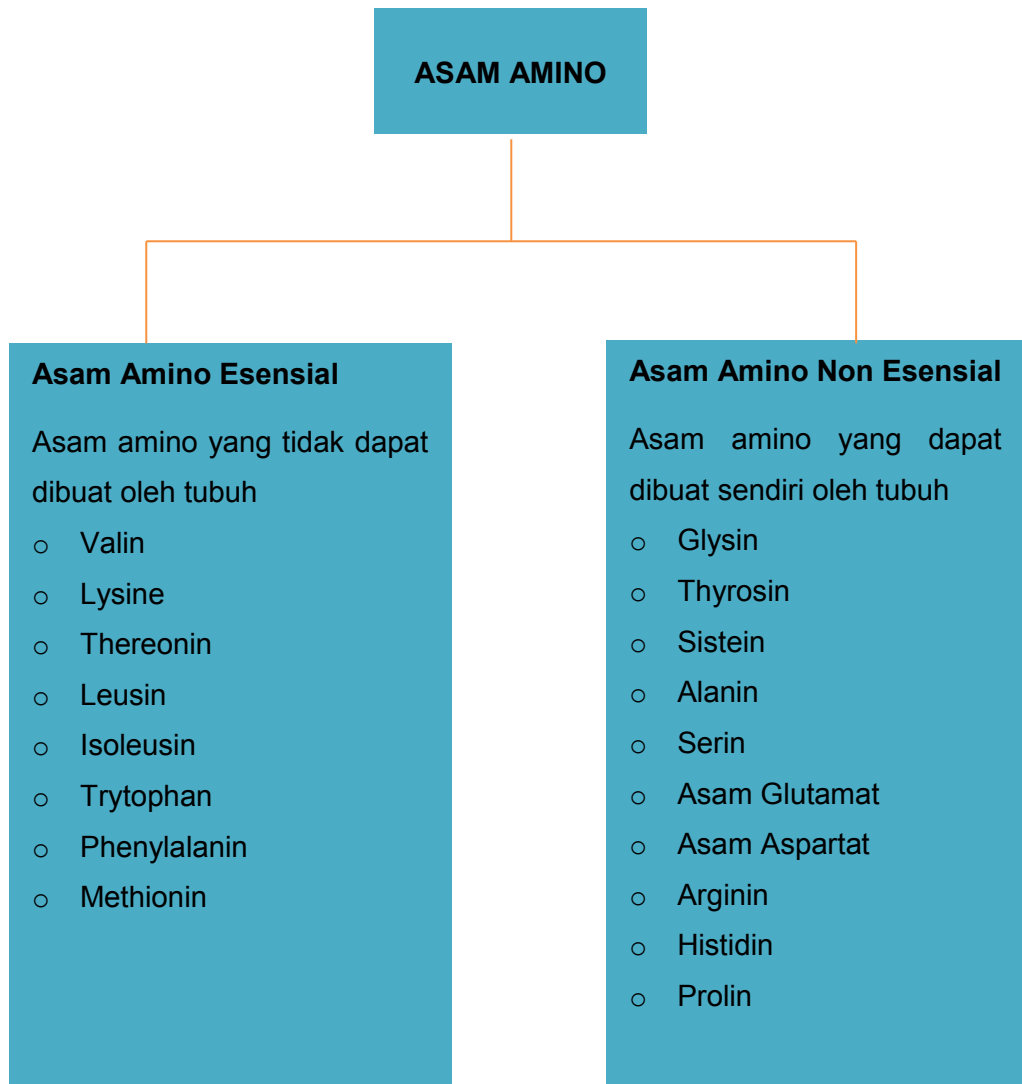 ASAM AMINO
Asam Amino Esensial
Asam amino yang tidak dapat
dibuat oleh tubuh
o Valin
o Lysine
o Thereonin
o Leusin
o Isoleusin
o Trytophan
o Phenylalanin
o Methionin
Asam Amino Non Esensial
Asam amino yang dapat
dibuat sendiri oleh tubuh
o Glysin
o Thyrosin
o Sistein
o Alanin
o Serin
o Asam Glutamat
o Asam Aspartat
o Arginin
o Histidin
o Prolin